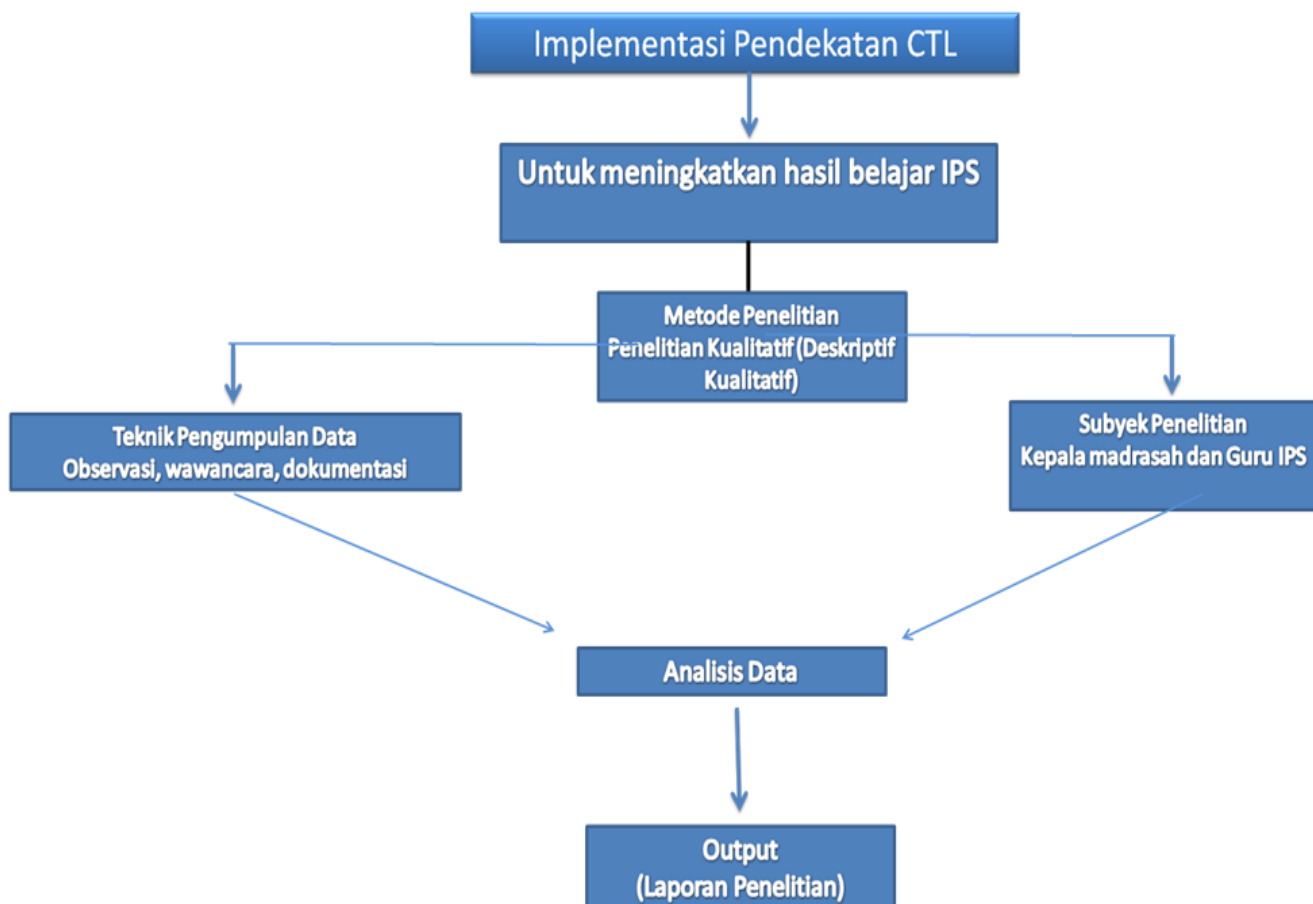 Implementasi Pendekatan CTL
Untuk meningkatkan hasil belajar IPS
Metode Penelitian
Penelitian Kualitatif (Deskriptif
Kualitatif)
Teknik Pengumpulan Data
Observasi, wawancara, dokumentasi
Subyek Penelitian
Kepala madrasah dan Guru IPS
Analisis Data
Output
(Laporan Penelitian)